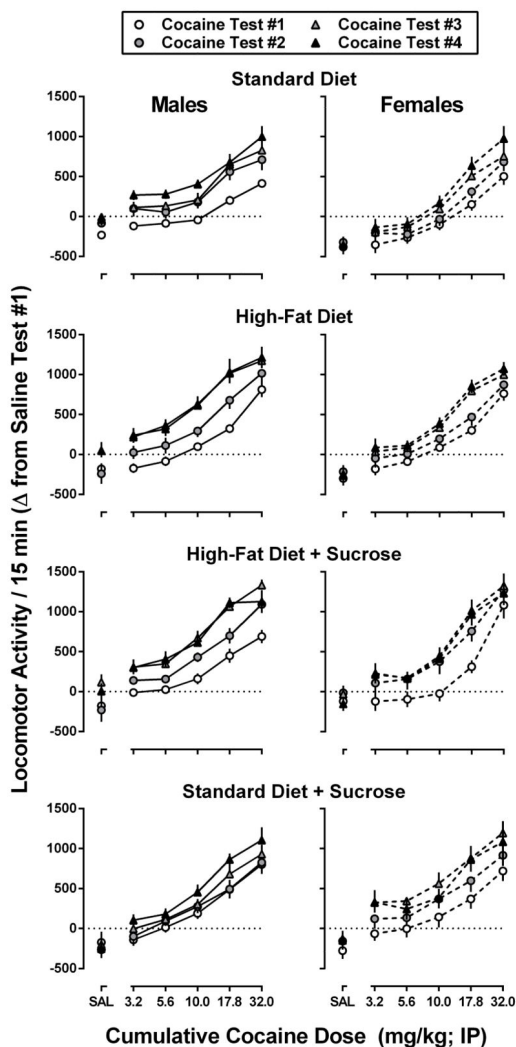 Cocaine Test #1 Cocaine Test #3
Cocaine Test #2 Cocaine Test #4
Standard Diet
Males Females
1500
1000
500
0
-500
High-Fat Diet
1500
1000
500
0
-500
High-Fat Diet + Sucrose
1500
1000
500
0
-500
Standard Diet + Sucrose
1500
1000
500
0
-500
SAL 3.2 5.6 10.0 17.8 32.0 SAL 3.2 5.6 10.0 17.8 32.0
Cumulative Cocaine Dose (mg/kg; IP)
Locomotor Activity / 15 min (Δ from Saline Test #1)